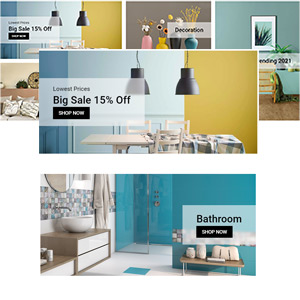 Lowest Prices
Big Sale 15% Off
SHOP NOW
Decoration
ending 2021
Lowest Prices
Big Sale 15% Off
SHOP NOW
Bathroom
SHOP NOW